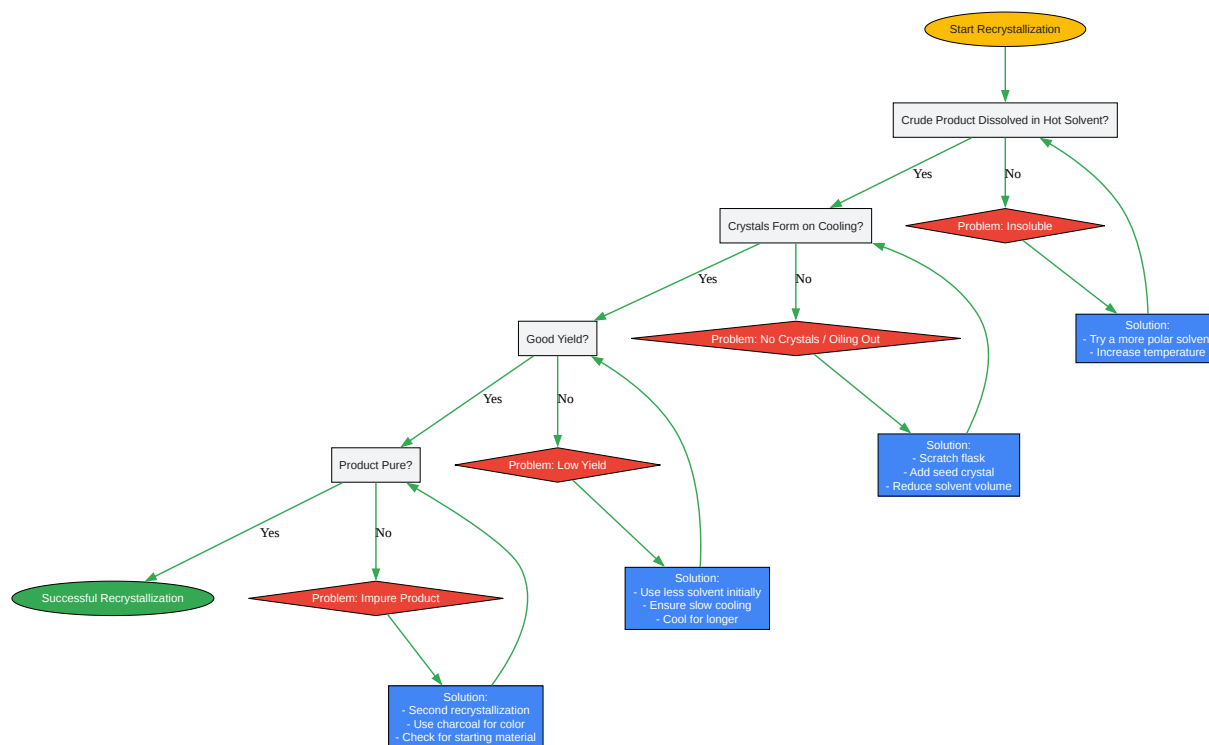 Start Recrystallization
Crude Product Dissolved in Hot Solvent?
Yes
No
Crystals Form on Cooling?
Problem: Insoluble
Yes
No
Solution:
- Try a more polar solven
- Increase temperature
Good Yield?
Problem: No Crystals / Oiling Out
Yes
No
Solution:
- Scratch flask
- Add seed crystal
- Reduce solvent volume
Product Pure?
Problem: Low Yield
Yes
No
Solution:
- Use less solvent initially
- Ensure slow cooling
- Cool for longer
Successful Recrystallization
Problem: Impure Product
Solution:
- Second recrystallization
- Use charcoal for color
- Check for starting material